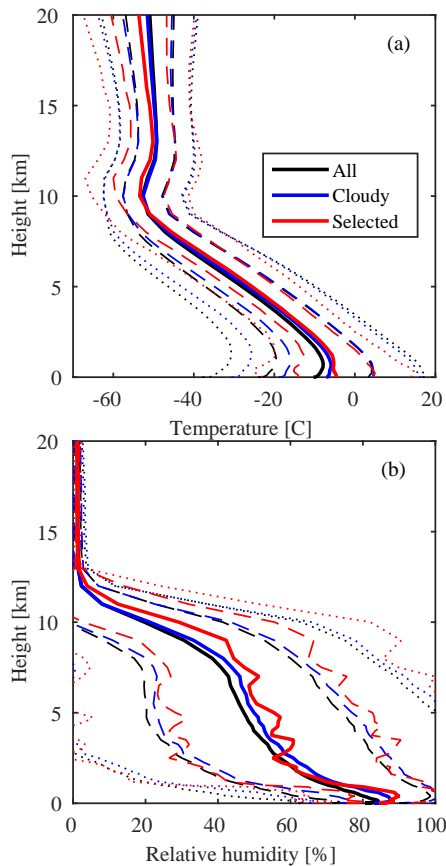 20
(a)
15
All
Cloudy
Selected
10
Height [km]
5
0
-60 -40 -20 0 20
Temperature [C]
20
(b)
15
Height [km]
10
5
0
0 20 40 60 80 100
Relative humidity [%]